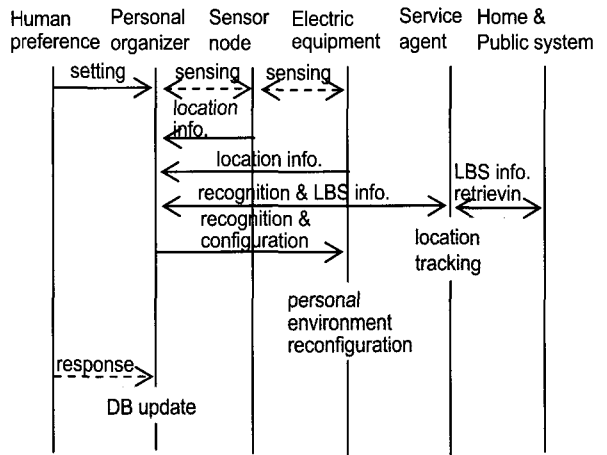 Human preference
Personal organizer
Sensor node
Electric equipment
Service agent
Home & Public system
setting
sensing
sensing
location info.
location info.
recognition & LBS info.
LBS info. retrievin.
recognition & configuration
location tracking
personal environment reconfiguration
response
DB update